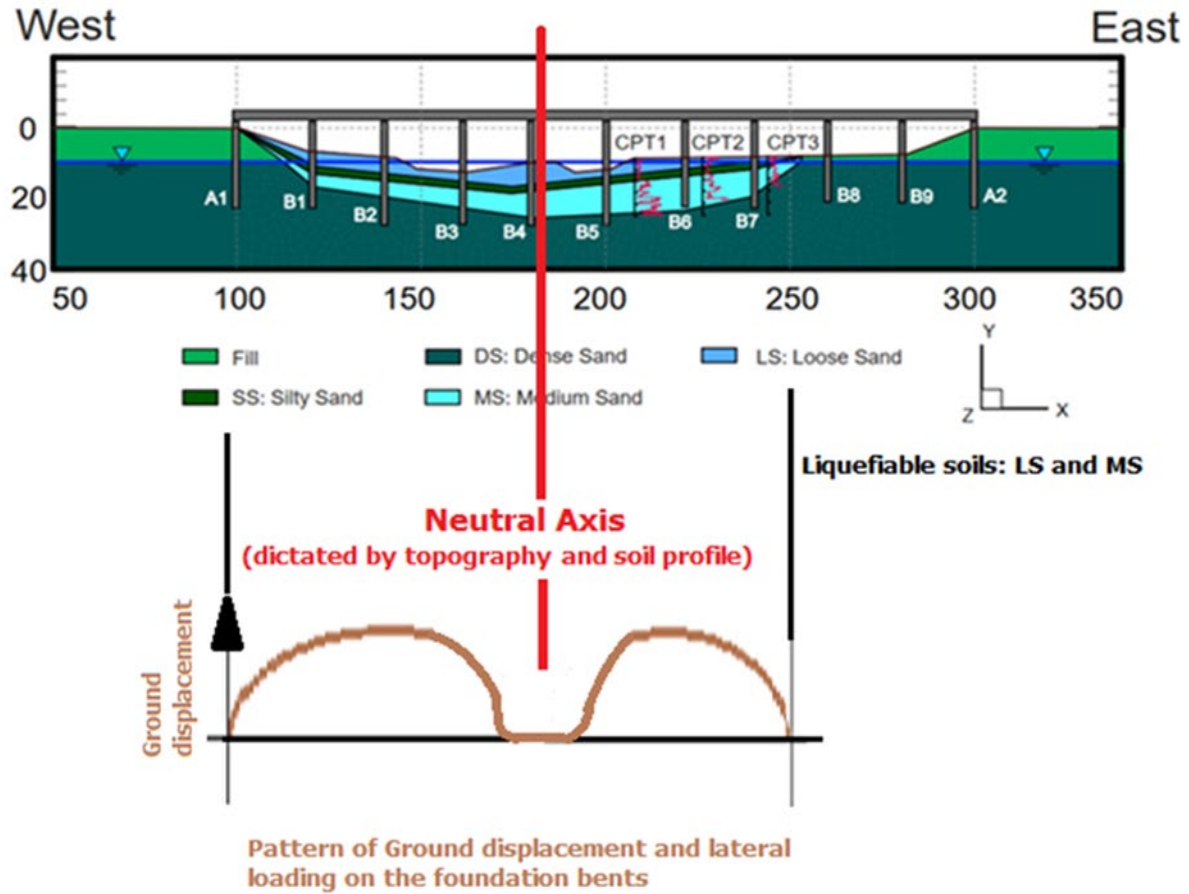 West
East
0
20
40
CPT1
CPT2
CPT3
A1
B1
B2
B3
B4
B5
B6
B7
B8
B9
A2
50
100
150
200
250
300
350
Fill
DS: Dense Sand
LS: Loose Sand
SS: Silty Sand
MS: Medium Sand
Y
Z
X
Liquefiable soils: LS and MS
Neutral Axis
(dictated by topography and soil profile)
Ground
displacement
Pattern of Ground displacement and lateral
loading on the foundation bents